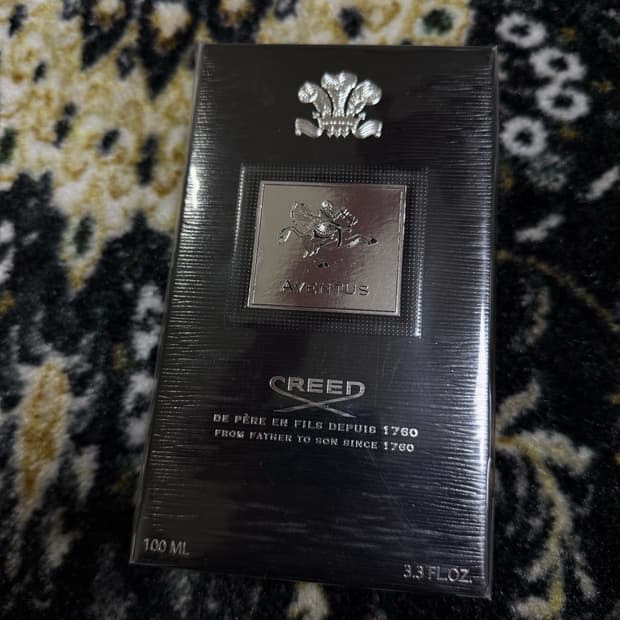 AVENTUS
CREED
DE PÈRE EN FILS DEPUIS 1760
FROM FATHER TO SON SINCE 1760
100 ML
3.3 FL.OZ.